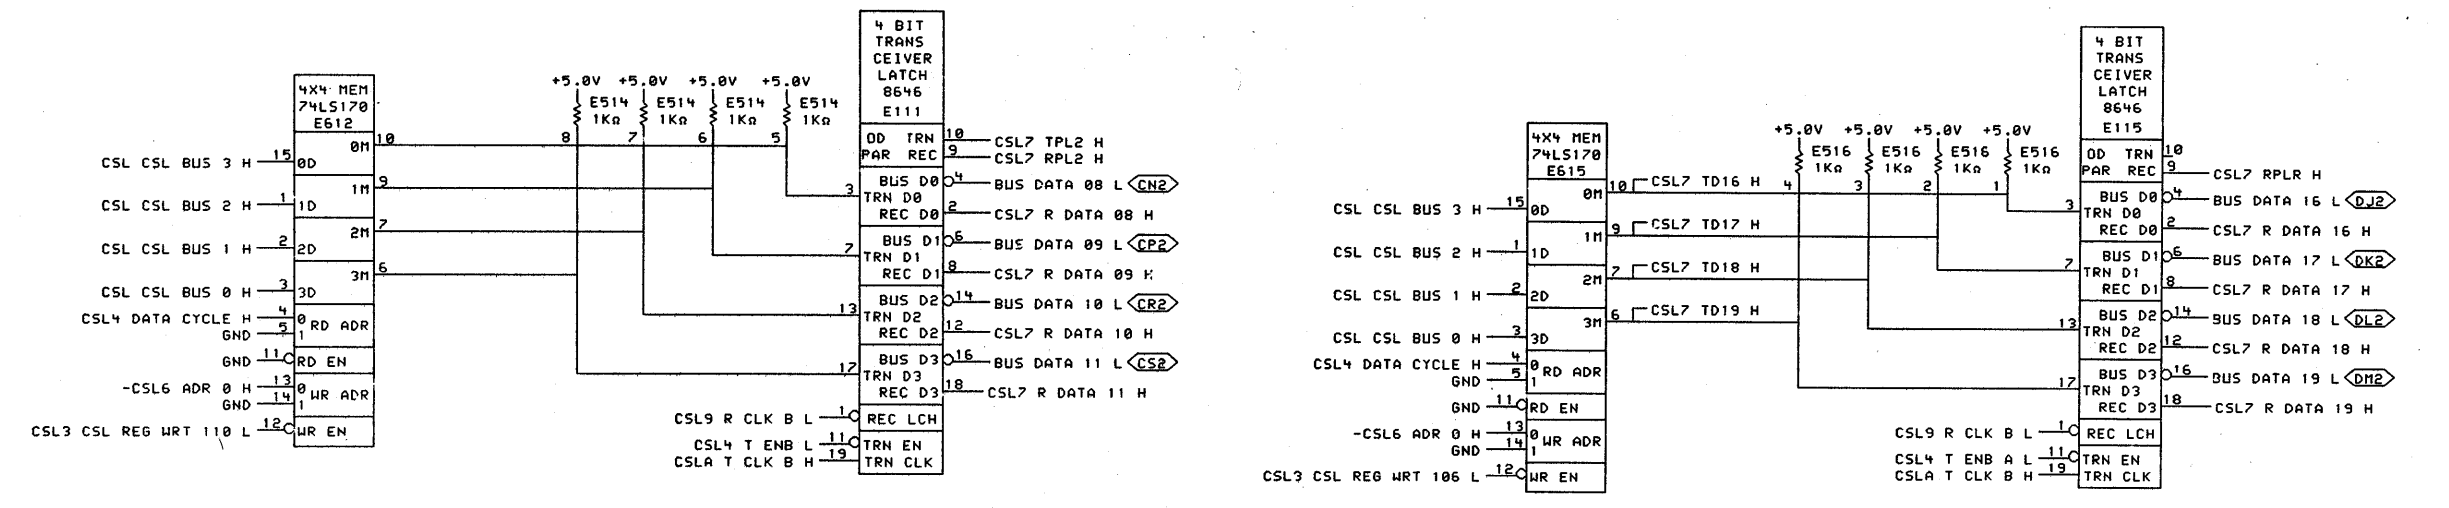 4 BIT
TRANS
CEIVER
LATCH
8646
E111
+5.0V +5.0V +5.0V +5.0V
E514 E514 E514 E514
1KΩ 1KΩ 1KΩ 1KΩ
8 7 6 5
4X4 MEM
74LS170
E612
CSL CSL BUS 3 H 15 0D 0M 10
CSL CSL BUS 2 H 1 1D 1M 9
CSL CSL BUS 1 H 2 2D 2M 7
CSL CSL BUS 0 H 3 3D 3M 6
CSL4 DATA CYCLE H 4 0 RD ADR
GND 5 1
GND 11 RD EN
-CSL6 ADR 0 H 13 0 WR ADR
GND 14 1
CSL3 CSL REG WRT 110 L 12 WR EN
OD TRN 10 CSL7 TPL2 H
PAR REC 9 CSL7 RPL2 H
BUS D0 4 BUS DATA 08 L CN2
3 TRN D0
REC D0 2 CSL7 R DATA 08 H
BUS D1 6 BUS DATA 09 L CP2
7 TRN D1
REC D1 8 CSL7 R DATA 09 H
BUS D2 14 BUS DATA 10 L CR2
13 TRN D2
REC D2 12 CSL7 R DATA 10 H
BUS D3 16 BUS DATA 11 L CS2
17 TRN D3
REC D3 18 CSL7 R DATA 11 H
CSL9 R CLK B L 1 REC LCH
CSL4 T ENB L 11 TRN EN
CSLA T CLK B H 19 TRN CLK
4 BIT
TRANS
CEIVER
LATCH
8646
E115
+5.0V +5.0V +5.0V +5.0V
E516 E516 E516 E516
1KΩ 1KΩ 1KΩ 1KΩ
4 3 2 1
4X4 MEM
74LS170
E615
CSL CSL BUS 3 H 15 0D 0M 10 CSL7 TD16 H
CSL CSL BUS 2 H 1 1D 1M 9 CSL7 TD17 H
CSL CSL BUS 1 H 2 2D 2M 7 CSL7 TD18 H
CSL CSL BUS 0 H 3 3D 3M 6 CSL7 TD19 H
CSL4 DATA CYCLE H 4 0 RD ADR
GND 5 1
GND 11 RD EN
-CSL6 ADR 0 H 13 0 WR ADR
GND 14 1
CSL3 CSL REG WRT 106 L 12 WR EN
OD TRN 10
PAR REC 9 CSL7 RPLR H
BUS D0 4 BUS DATA 16 L DJ2
3 TRN D0
REC D0 2 CSL7 R DATA 16 H
BUS D1 6 BUS DATA 17 L DK2
7 TRN D1
REC D1 8 CSL7 R DATA 17 H
BUS D2 14 BUS DATA 18 L DL2
13 TRN D2
REC D2 12 CSL7 R DATA 18 H
BUS D3 16 BUS DATA 19 L DM2
17 TRN D3
REC D3 18 CSL7 R DATA 19 H
CSL9 R CLK B L 1 REC LCH
CSL4 T ENB A L 11 TRN EN
CSLA T CLK B H 19 TRN CLK